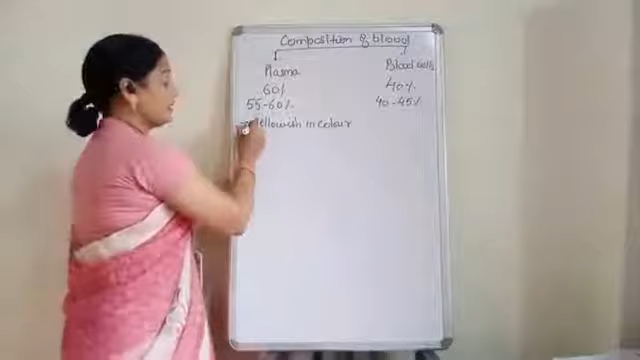 Composition of blood
Plasma Blood cells
60% 40%
55-60% 40-45%
Yellowish in colour